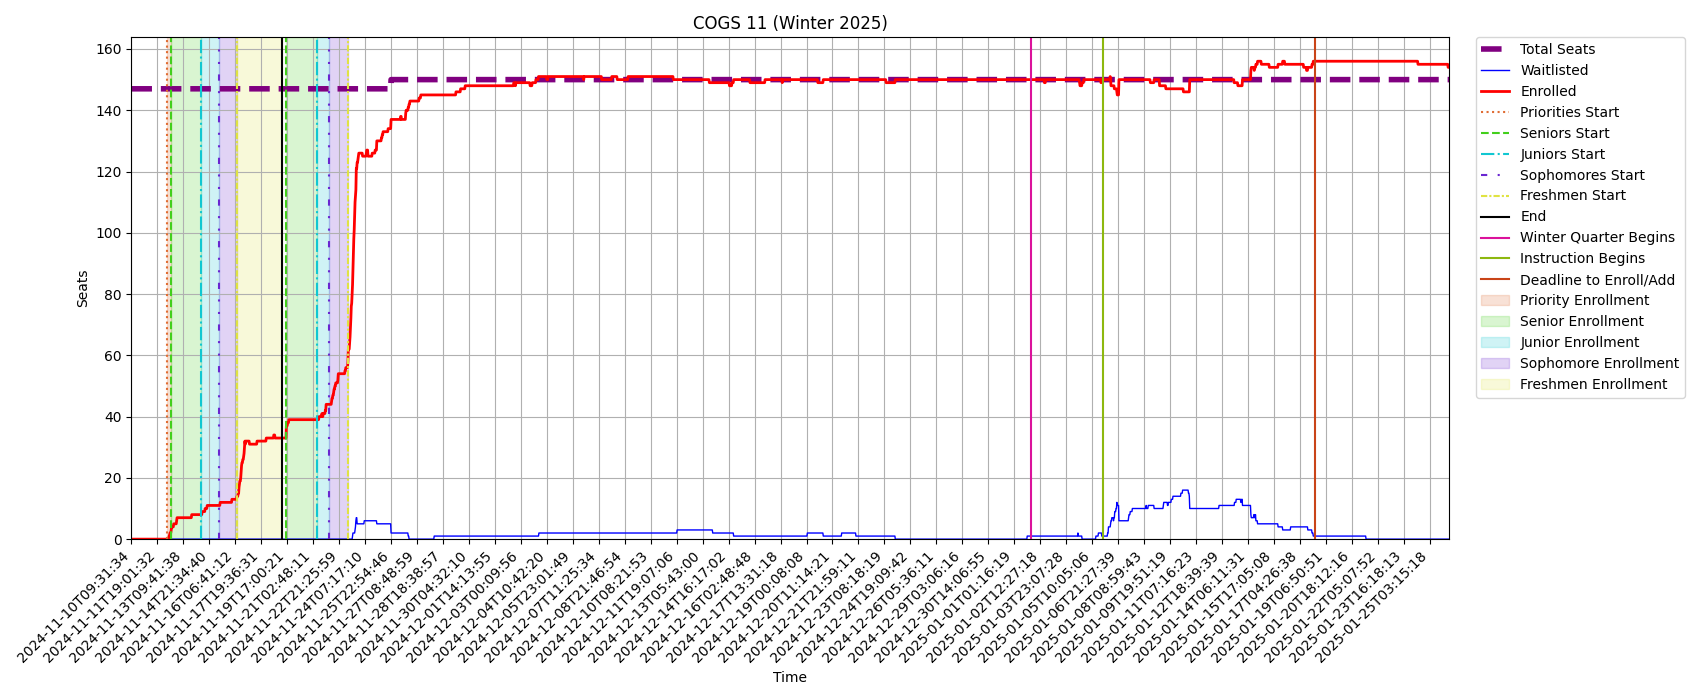 COGS 11 (Winter 2025)
Seats
160
140
120
100
80
60
40
20
0
2024-11-10T09:31:34
2024-11-11T19:01:32
2024-11-13T09:41:38
2024-11-14T21:34:40
2024-11-16T06:41:12
2024-11-17T19:36:31
2024-11-19T17:00:21
2024-11-21T02:48:11
2024-11-22T21:25:59
2024-11-24T07:17:10
2024-11-25T22:54:46
2024-11-27T08:48:59
2024-11-28T18:38:57
2024-11-30T04:32:10
2024-12-01T14:13:55
2024-12-03T00:09:56
2024-12-04T10:42:20
2024-12-05T23:01:49
2024-12-07T11:25:34
2024-12-08T21:46:54
2024-12-10T08:21:53
2024-12-11T19:07:06
2024-12-13T05:43:00
2024-12-14T16:17:02
2024-12-16T02:48:48
2024-12-17T13:31:18
2024-12-19T00:08:08
2024-12-20T11:14:21
2024-12-21T21:59:11
2024-12-23T08:18:19
2024-12-24T19:09:42
2024-12-26T05:36:11
2024-12-29T03:06:16
2024-12-30T14:06:55
2025-01-01T01:16:19
2025-01-02T12:27:18
2025-01-03T23:07:28
2025-01-05T10:05:06
2025-01-06T21:27:39
2025-01-08T08:59:43
2025-01-09T19:51:19
2025-01-11T07:16:23
2025-01-12T18:39:39
2025-01-14T06:11:31
2025-01-15T17:05:08
2025-01-17T04:26:38
2025-01-19T06:50:51
2025-01-20T18:12:16
2025-01-22T05:07:52
2025-01-23T16:18:13
2025-01-25T03:15:18
Time
Total Seats
Waitlisted
Enrolled
Priorities Start
Seniors Start
Juniors Start
Sophomores Start
Freshmen Start
End
Winter Quarter Begins
Instruction Begins
Deadline to Enroll/Add
Priority Enrollment
Senior Enrollment
Junior Enrollment
Sophomore Enrollment
Freshmen Enrollment